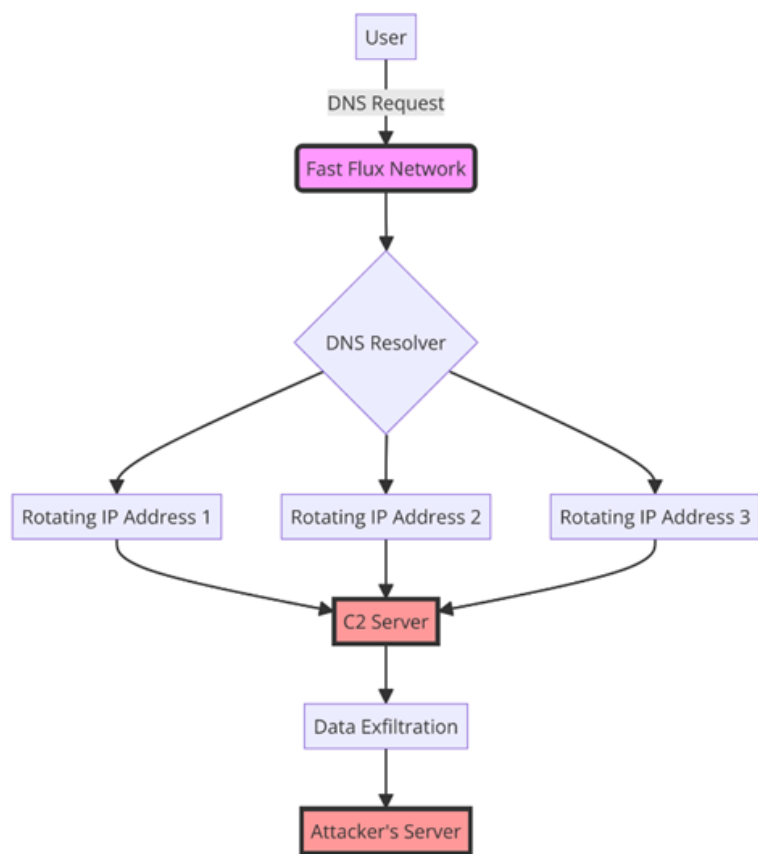 User
DNS Request
Fast Flux Network
DNS Resolver
Rotating IP Address 1
Rotating IP Address 2
Rotating IP Address 3
C2 Server
Data Exfiltration
Attacker's Server